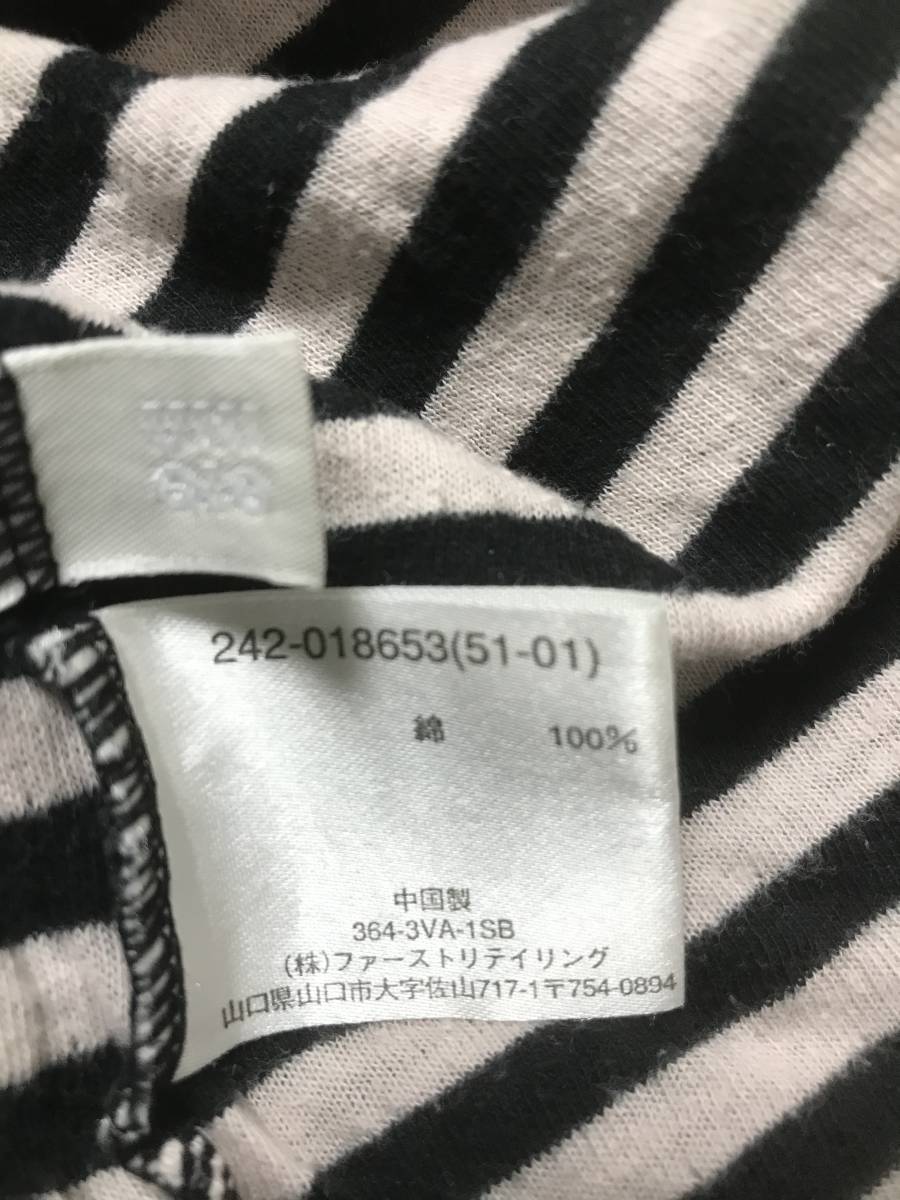 242-018653(51-01)
綿 100%
中国製
364-3VA-1SB
(株)ファーストリテイリング
山口県山口市大字佐山717-1〒754-0894